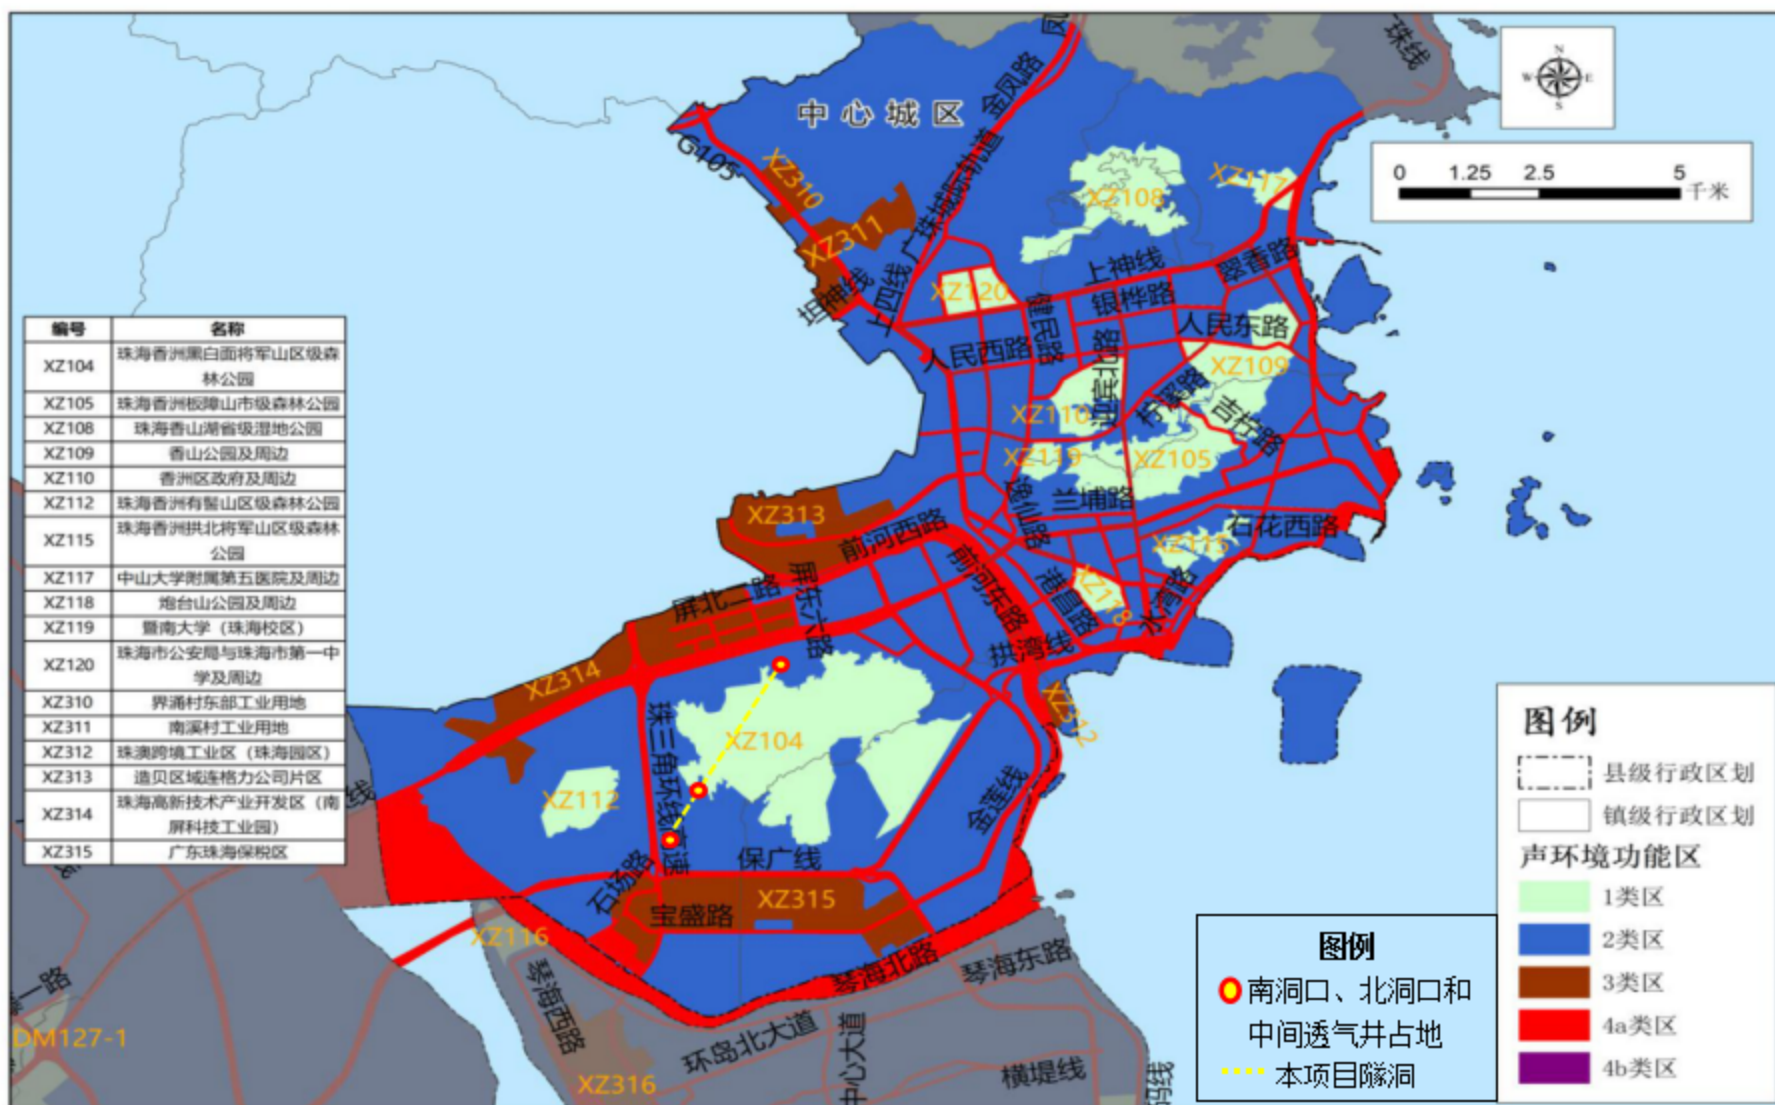 珠线
凤
金凤路
中心城区
N
W
E
S
0
1.25
2.5
5
千米
G105
XZ310
XZ311
广珠城际轨道
XZ108
XZ117
坦神线
上四线
XZ120
上神线
翠香路
银桦路
健民路
人民东路
人民西路
迎宾北路
XZ109
柠溪路
XZ110
吉柠路
XZ119
XZ105
兰埔路
逸仙路
石花西路
XZ115
XZ313
前河西路
前河东路
港昌路
XZ118
水湾路
屏北二路
屏东六路
拱湾线
XZ312
XZ314
珠三角环线高速
XZ104
XZ112
金莲线
保广线
石场路
宝盛路
XZ315
XZ116
琴海北路
琴海东路
琴海西路
环岛北大道
中心大道
横堤线
XZ316
DM127-1
一路
线
编号 名称
XZ104 珠海香洲黑白面将军山区级森
林公园
XZ105 珠海香洲板障山市级森林公园
XZ108 珠海香山湖省级湿地公园
XZ109 香山公园及周边
XZ110 香洲区政府及周边
XZ112 珠海香洲有髻山区级森林公园
XZ115 珠海香洲拱北将军山区级森林
公园
XZ117 中山大学附属第五医院及周边
XZ118 炮台山公园及周边
XZ119 暨南大学（珠海校区）
XZ120 珠海市公安局与珠海市第一中
学及周边
XZ310 界涌村东部工业用地
XZ311 南溪村工业用地
XZ312 珠澳跨境工业区（珠海园区）
XZ313 造贝区域连格力公司片区
XZ314 珠海高新技术产业开发区（南
屏科技工业园）
XZ315 广东珠海保税区
图例
南洞口、北洞口和
中间透气井占地
本项目隧洞
图例
县级行政区划
镇级行政区划
声环境功能区
1类区
2类区
3类区
4a类区
4b类区